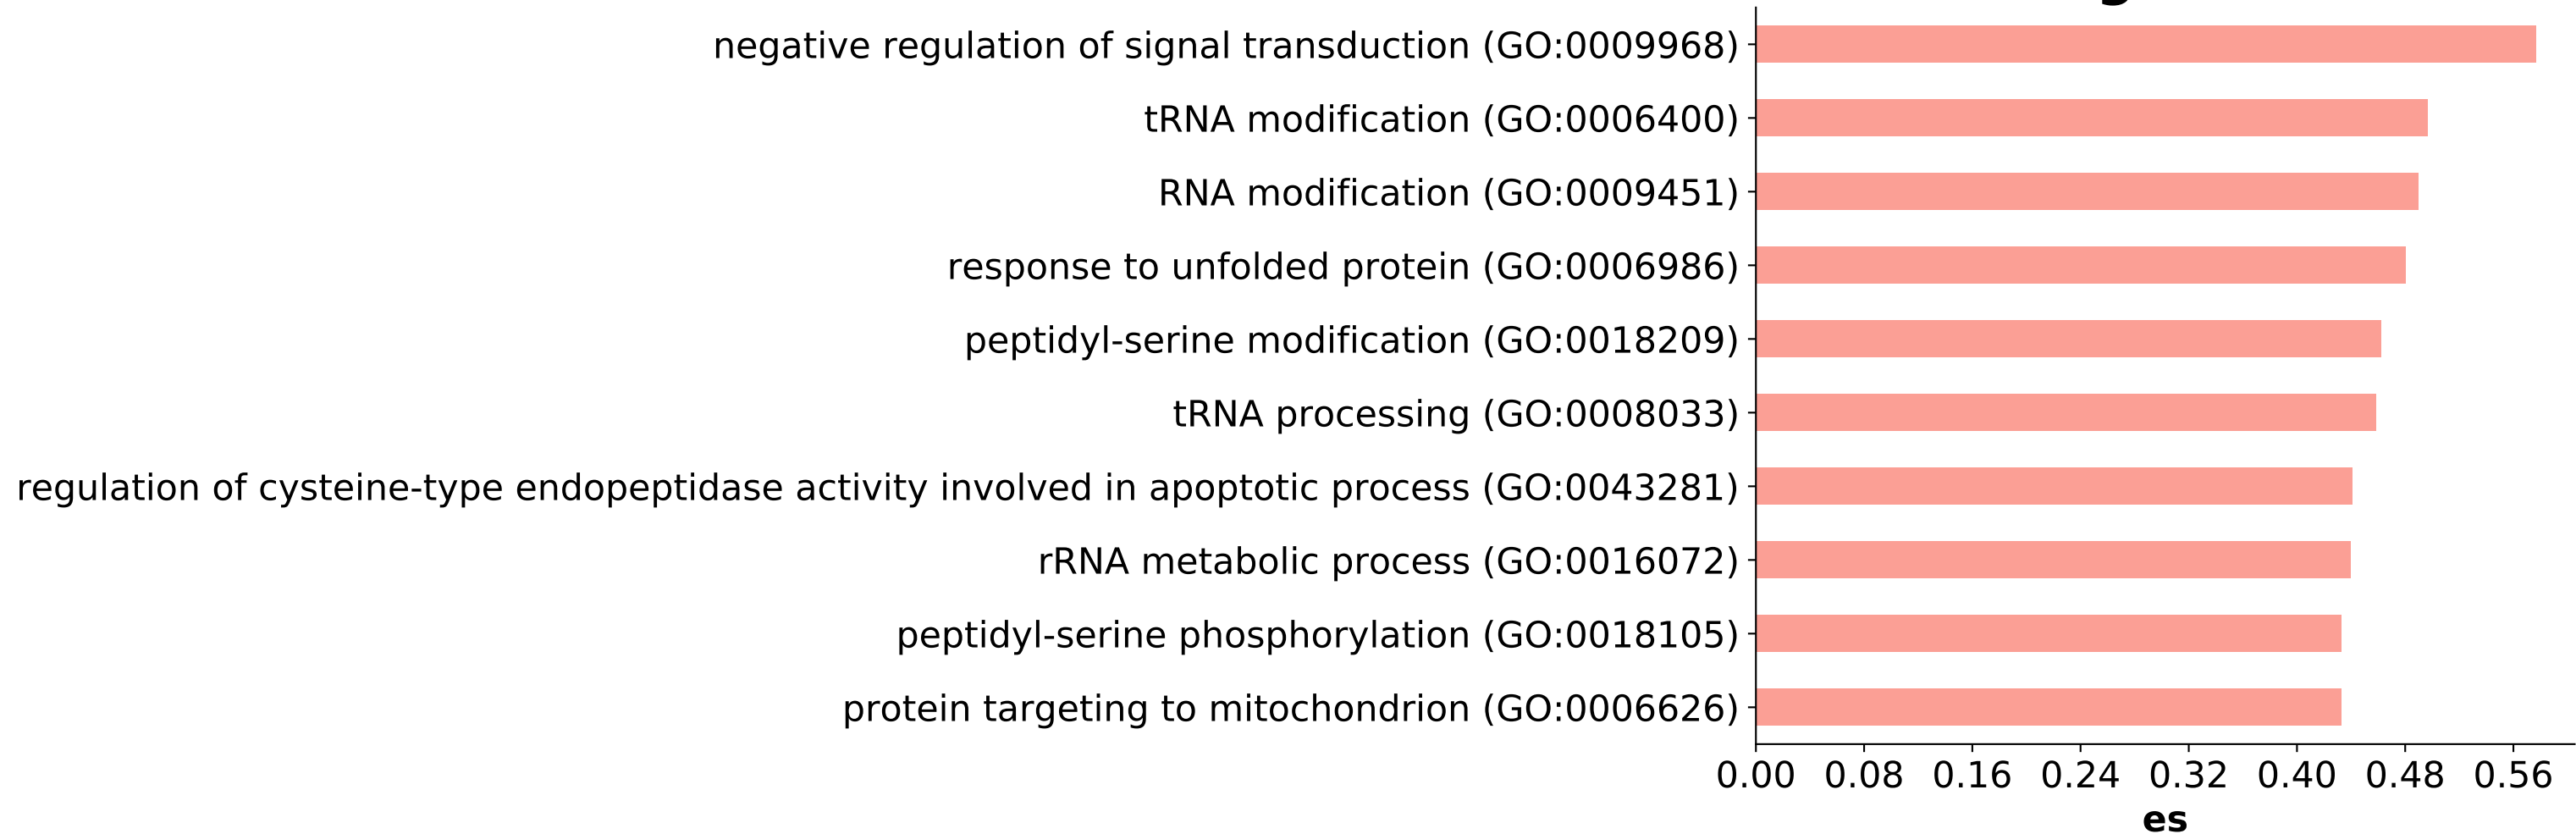 negative regulation of signal transduction (GO:0009968)
tRNA modification (GO:0006400)
RNA modification (GO:0009451)
response to unfolded protein (GO:0006986)
peptidyl-serine modification (GO:0018209)
tRNA processing (GO:0008033)
regulation of cysteine-type endopeptidase activity involved in apoptotic process (GO:0043281)
rRNA metabolic process (GO:0016072)
peptidyl-serine phosphorylation (GO:0018105)
protein targeting to mitochondrion (GO:0006626)
0.00 0.08 0.16 0.24 0.32 0.40 0.48 0.56
es